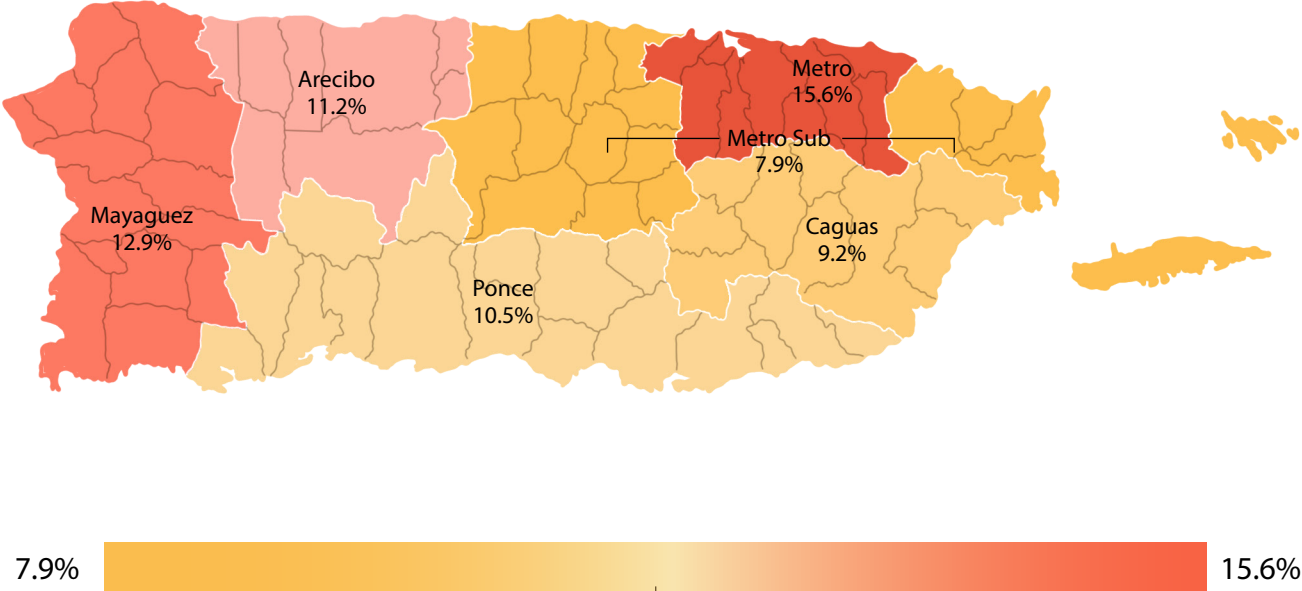 Arecibo
11.2%
Metro
15.6%
Metro Sub
7.9%
Mayaguez
12.9%
Caguas
9.2%
Ponce
10.5%
7.9%
15.6%